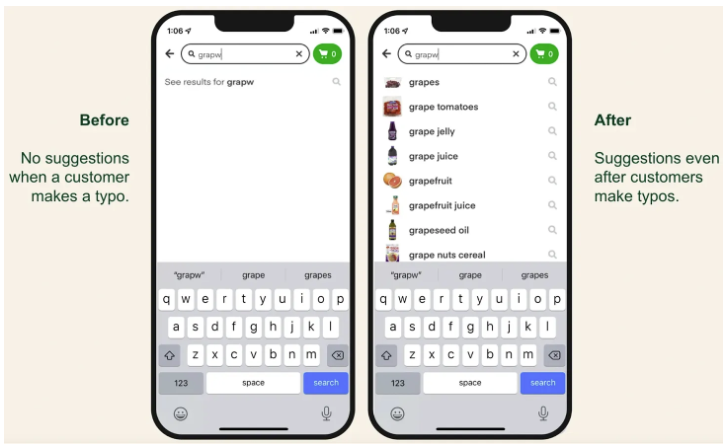 Before
No suggestions
when a customer
makes a typo.
1:06
grapw
0
See results for grapw
"grapw" grape grapes
q w e r t y u i o p
a s d f g h j k l
z x c v b n m
123 space search
1:06
grapw
0
grapes
grape tomatoes
grape jelly
grape juice
grapefruit
grapefruit juice
grapeseed oil
grape nuts cereal
"grapw" grape grapes
q w e r t y u i o p
a s d f g h j k l
z x c v b n m
123 space search
After
Suggestions even
after customers
make typos.